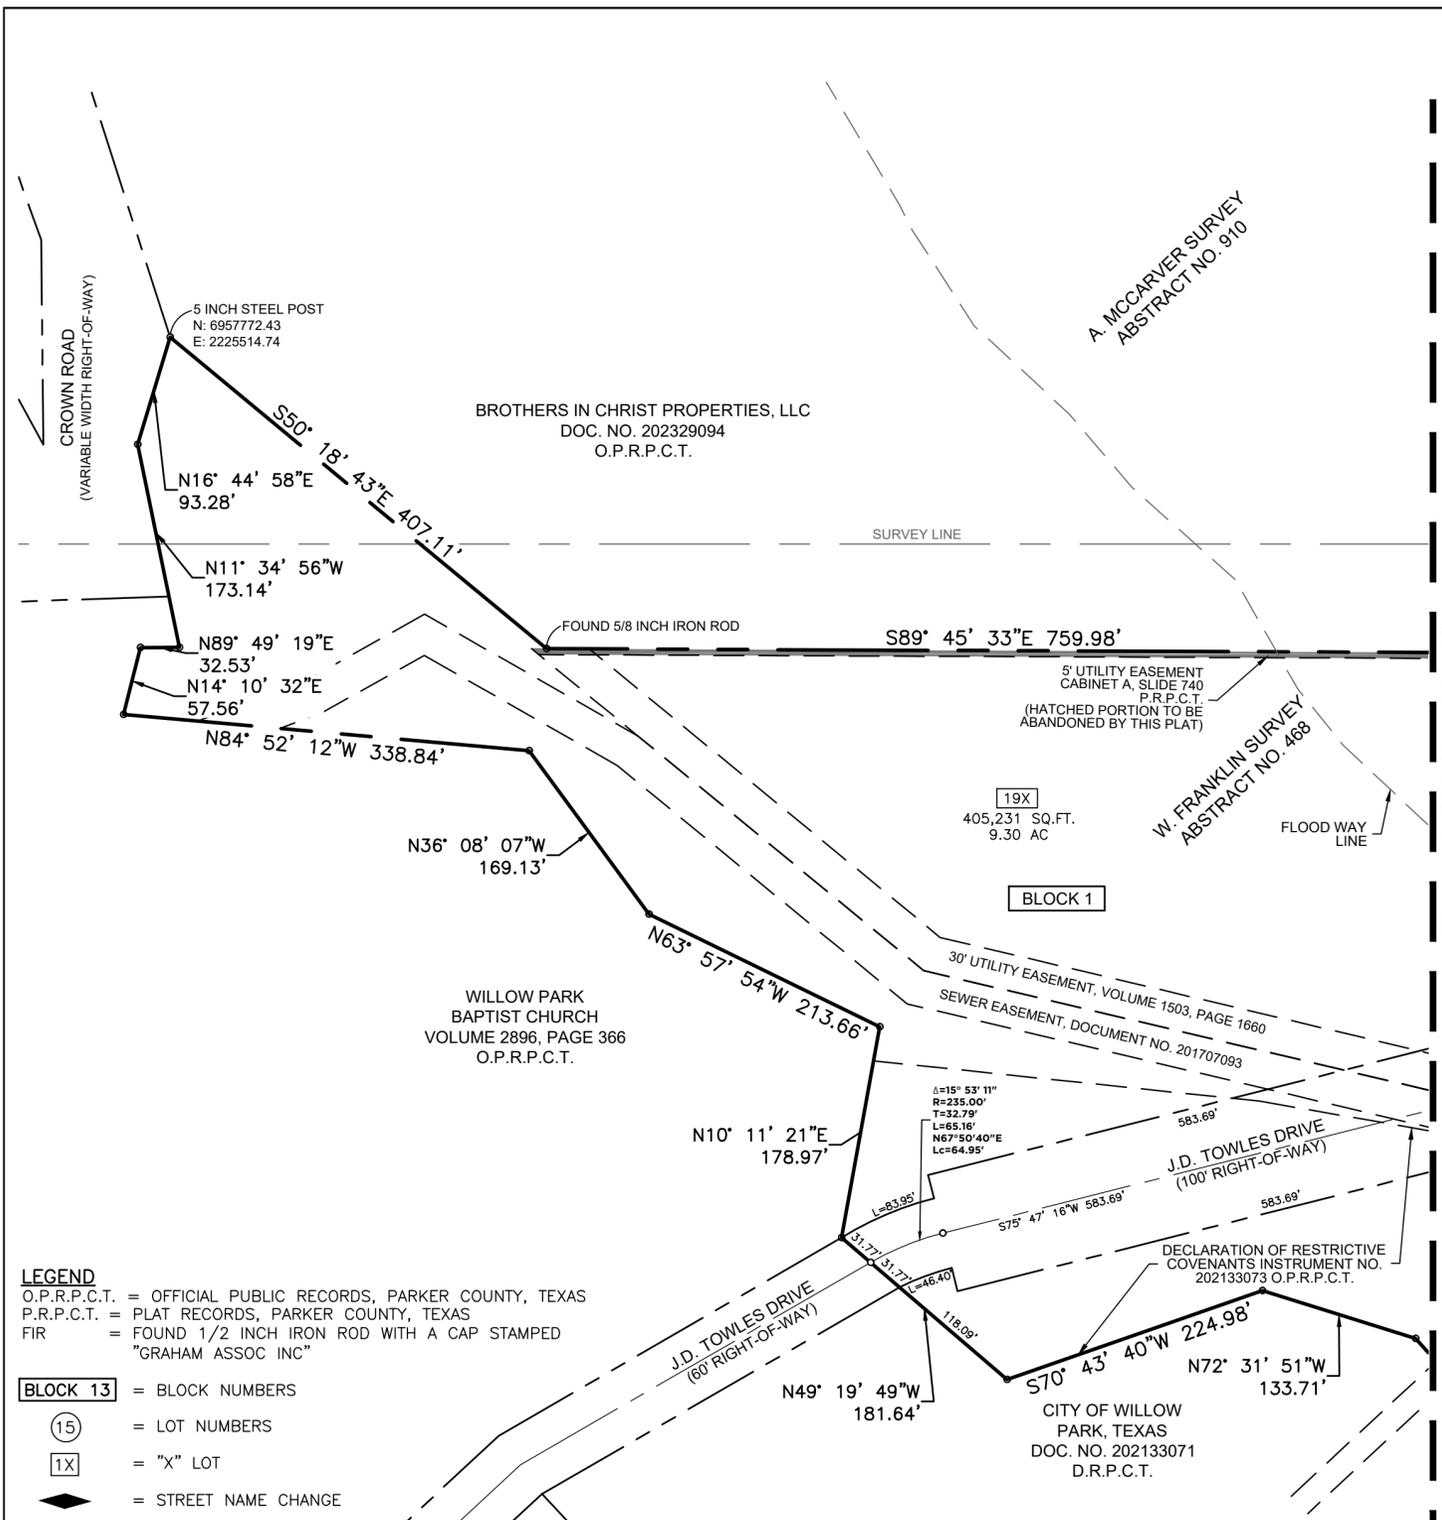 5 INCH STEEL POST
N: 6957772.43
E: 2225514.74
CROWN ROAD
(VARIABLE WIDTH RIGHT-OF-WAY)
A. MCCARVER SURVEY
ABSTRACT NO. 910
BROTHERS IN CHRIST PROPERTIES, LLC
DOC. NO. 202329094
O.P.R.P.C.T.
S50° 18' 43"E 407.11'
N16° 44' 58"E
93.28'
SURVEY LINE
N11° 34' 56"W
173.14'
FOUND 5/8 INCH IRON ROD
S89° 45' 33"E 759.98'
N89° 49' 19"E
32.53'
N14° 10' 32"E
57.56'
N84° 52' 12"W 338.84'
5' UTILITY EASEMENT
CABINET A, SLIDE 740
P.R.P.C.T.
(HATCHED PORTION TO BE
ABANDONED BY THIS PLAT)
W. FRANKLIN SURVEY
ABSTRACT NO. 468
19X
405,231 SQ.FT.
9.30 AC
FLOOD WAY
LINE
N36° 08' 07"W
169.13'
BLOCK 1
N63° 57' 54"W 213.66'
30' UTILITY EASEMENT, VOLUME 1503, PAGE 1660
SEWER EASEMENT, DOCUMENT NO. 201707093
WILLOW PARK
BAPTIST CHURCH
VOLUME 2896, PAGE 366
O.P.R.P.C.T.
Δ=15° 53' 11"
R=235.00'
T=32.79'
L=65.16'
N67°50'40"E
Lc=64.95'
583.69'
N10° 11' 21"E
178.97'
J.D. TOWLES DRIVE
(100' RIGHT-OF-WAY)
L=83.95'
S75° 47' 16"W 583.69'
583.69'
31.77'
31.77'
L=46.40'
118.09'
DECLARATION OF RESTRICTIVE
COVENANTS INSTRUMENT NO.
202133073 O.P.R.P.C.T.
J.D. TOWLES DRIVE
(60' RIGHT-OF-WAY)
S70° 43' 40"W 224.98'
N72° 31' 51"W
133.71'
N49° 19' 49"W
181.64'
CITY OF WILLOW
PARK, TEXAS
DOC. NO. 202133071
D.R.P.C.T.
LEGEND
O.P.R.P.C.T. = OFFICIAL PUBLIC RECORDS, PARKER COUNTY, TEXAS
P.R.P.C.T. = PLAT RECORDS, PARKER COUNTY, TEXAS
FIR = FOUND 1/2 INCH IRON ROD WITH A CAP STAMPED
"GRAHAM ASSOC INC"
BLOCK 13 = BLOCK NUMBERS
15 = LOT NUMBERS
1X = "X" LOT
= STREET NAME CHANGE